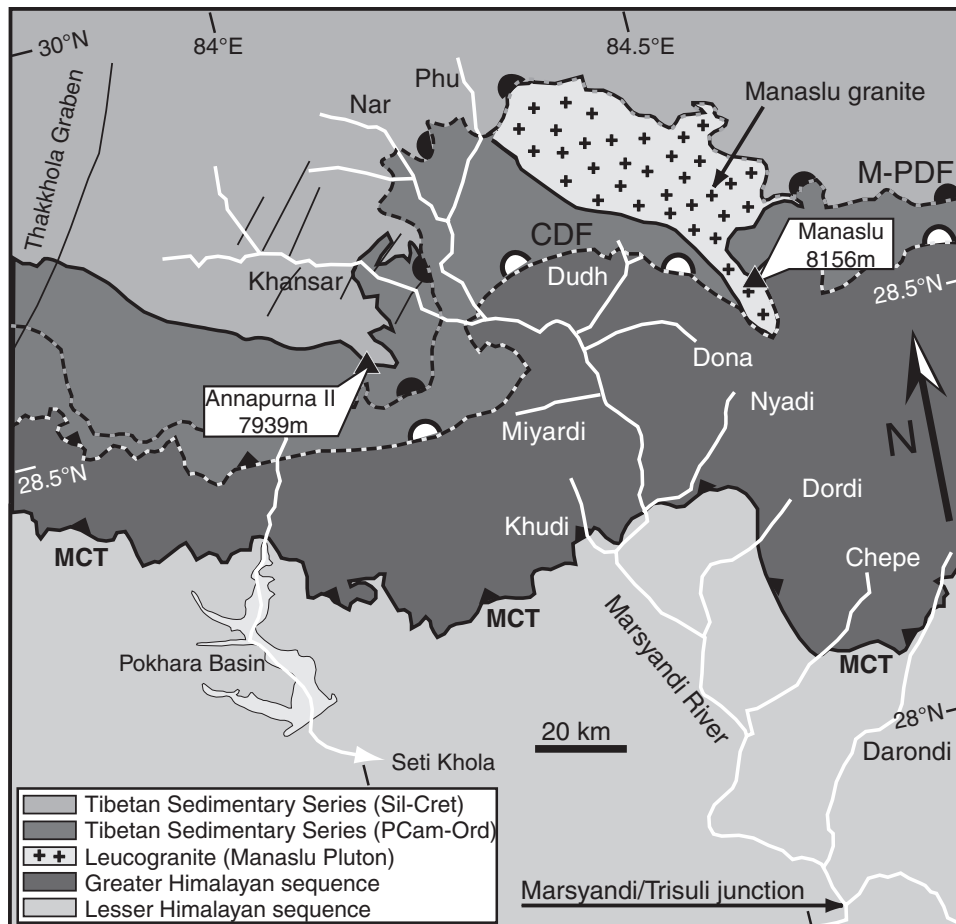 30°N
84°E
84.5°E
Phu
Nar
Manaslu granite
Thakkhola Graben
M-PDF
CDF
Manaslu
8156m
Khansar
Dudh
28.5°N
Dona
Annapurna II
7939m
Nyadi
Miyardi
N
28.5°N
Dordi
Khudi
MCT
Chepe
MCT
Marsyandi River
Pokhara Basin
MCT
28°N
20 km
Darondi
Seti Khola
Tibetan Sedimentary Series (Sil-Cret)
Tibetan Sedimentary Series (PCam-Ord)
Leucogranite (Manaslu Pluton)
Greater Himalayan sequence
Lesser Himalayan sequence
Marsyandi/Trisuli junction